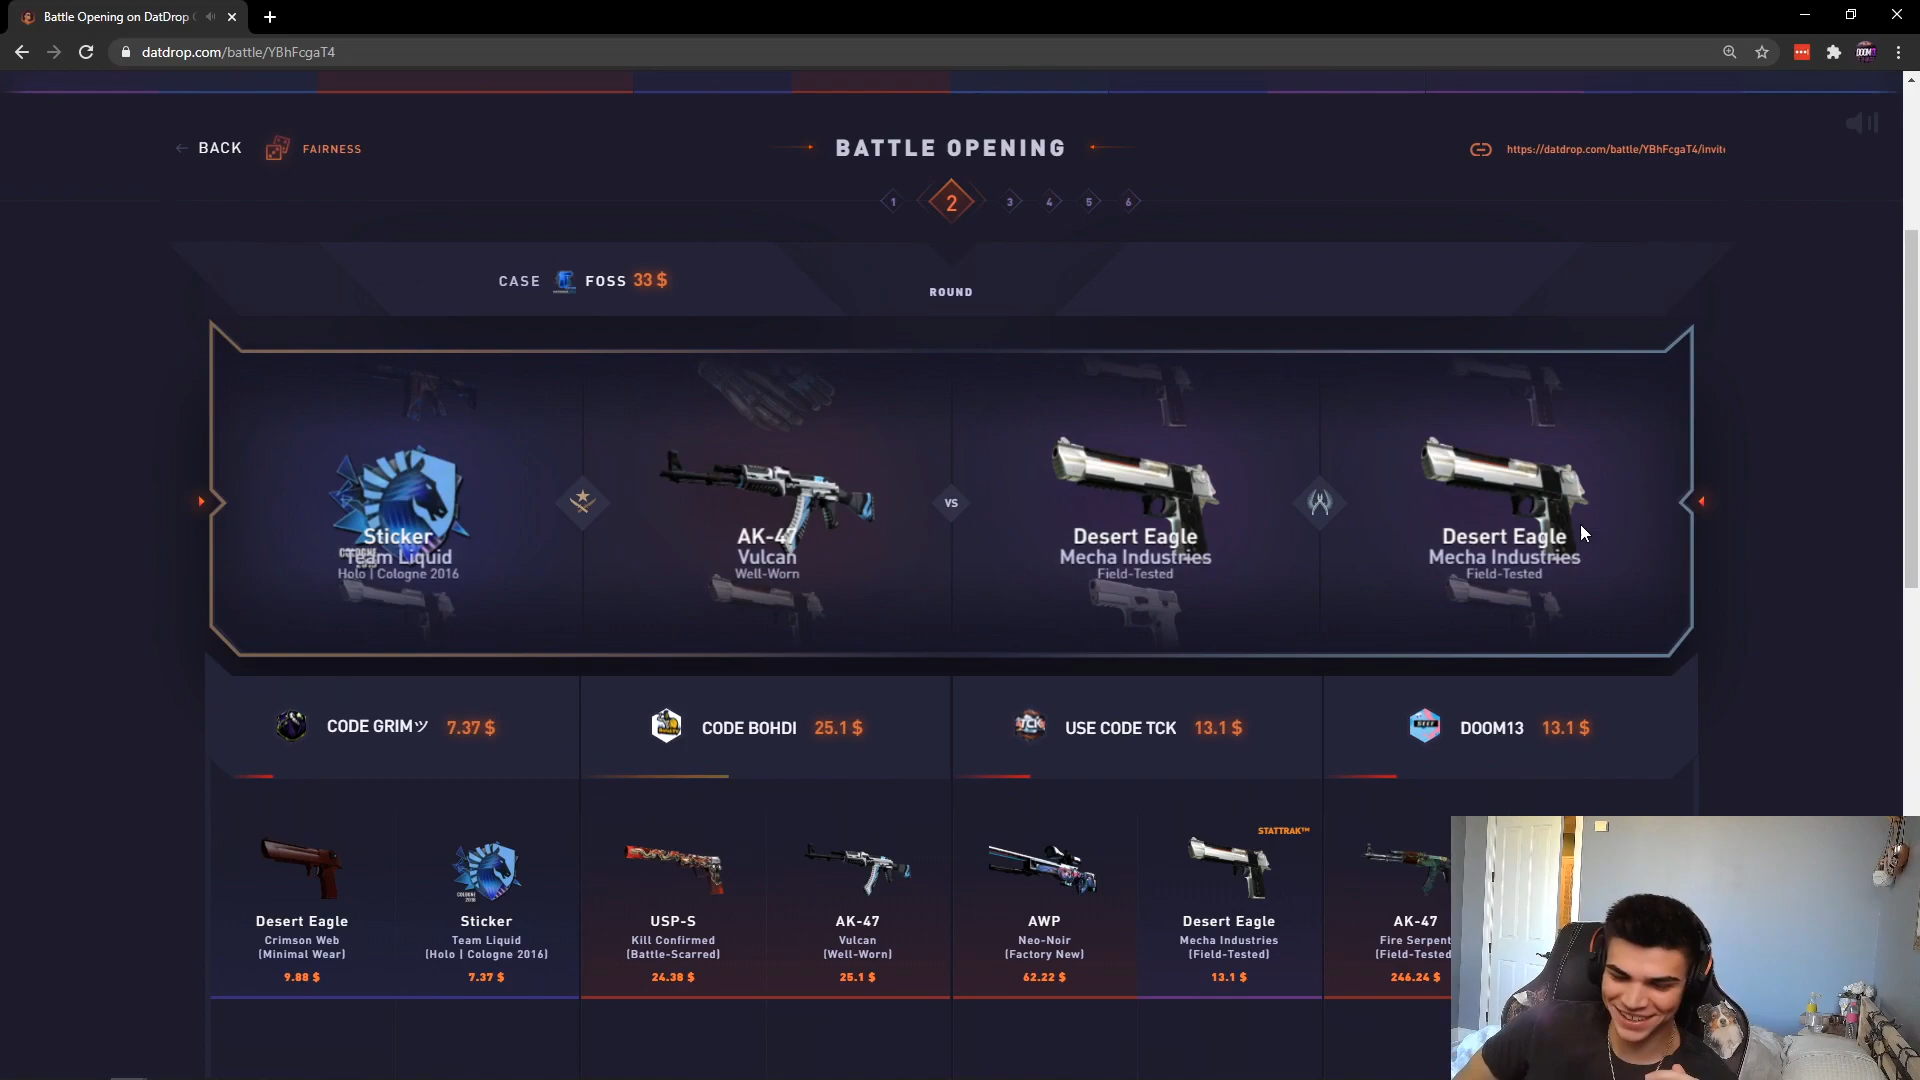 Battle Opening on DatDrop
datdrop.com/battle/YBhFcgaT4
BACK
FAIRNESS
BATTLE OPENING
https://datdrop.com/battle/YBhFcgaT4/invit
1 2 3 4 5 6
CASE FOSS 33 $
ROUND
Sticker
Team Liquid
Holo | Cologne 2016
AK-47
Vulcan
Well-Worn
VS
Desert Eagle
Mecha Industries
Field-Tested
Desert Eagle
Mecha Industries
Field-Tested
CODE GRIMツ 7.37 $
CODE BOHDI 25.1 $
USE CODE TCK 13.1 $
DOOM13 13.1 $
Desert Eagle
Crimson Web
(Minimal Wear)
9.88 $
Sticker
Team Liquid
(Holo | Cologne 2016)
7.37 $
USP-S
Kill Confirmed
(Battle-Scarred)
24.38 $
AK-47
Vulcan
(Well-Worn)
25.1 $
AWP
Neo-Noir
(Factory New)
62.22 $
STATTRAK™
Desert Eagle
Mecha Industries
(Field-Tested)
13.1 $
AK-47
Fire Serpent
(Field-Tested
246.24 $